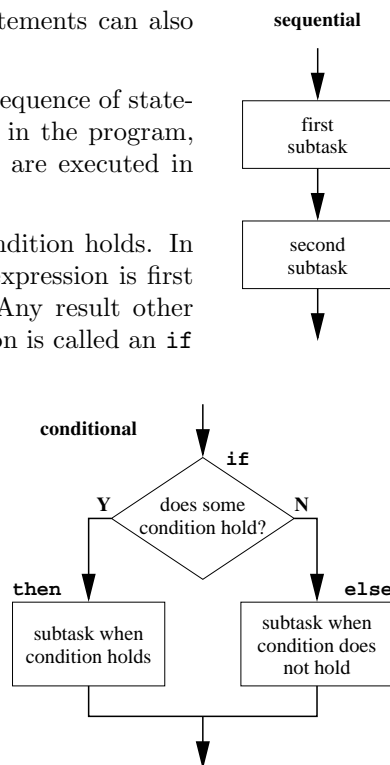 tements can also
equence of state-
in the program,
are executed in
ndition holds. In
expression is first
Any result other
on is called an if
sequential
first
subtask
second
subtask
conditional
if
does some
condition hold?
Y
N
then
else
subtask when
condition holds
subtask when
condition does
not hold